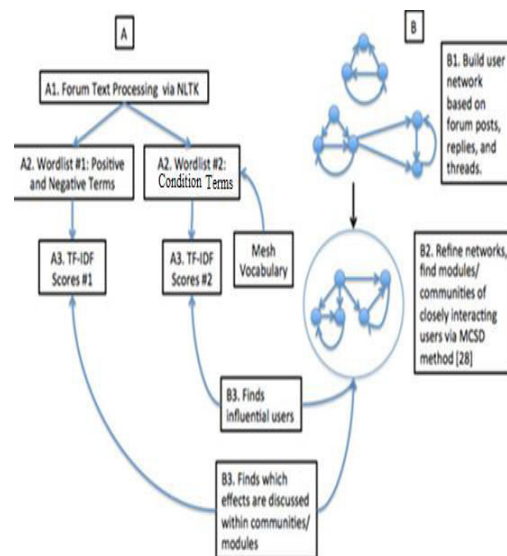 A
B
A1. Forum Text Processing via NLTK
A2. Wordlist #1: Positive
and Negative Terms
A2. Wordlist #2:
Condition Terms
A3. TF-IDF
Scores #1
A3. TF-IDF
Scores #2
Mesh
Vocabulary
B1. Build user
network
based on
forum posts,
replies, and
threads.
B2. Refine networks,
find modules/
communities of
closely interacting
users via MCSD
method [28]
B3. Finds
influential users
B3. Finds which
effects are discussed
within communities/
modules